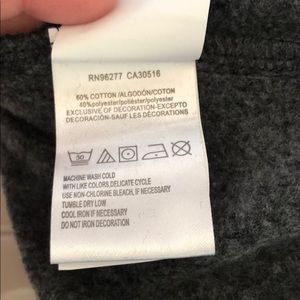 RN96277 CA30516
60% COTTON/ALGODÓN/COTON
40%polyester/poliéster/polyester
EXCLUSIVE OF DECORATION-EXCEPTO
DECORACIÓN-SAUF LES DÉCORATIONS
30
MACHINE WASH COLD
WITH LIKE COLORS,DELICATE CYCLE
USE NON-CHLORINE BLEACH, IF NECESSARY
TUMBLE DRY LOW
COOL IRON IF NECESSARY
DO NOT IRON DECORATION